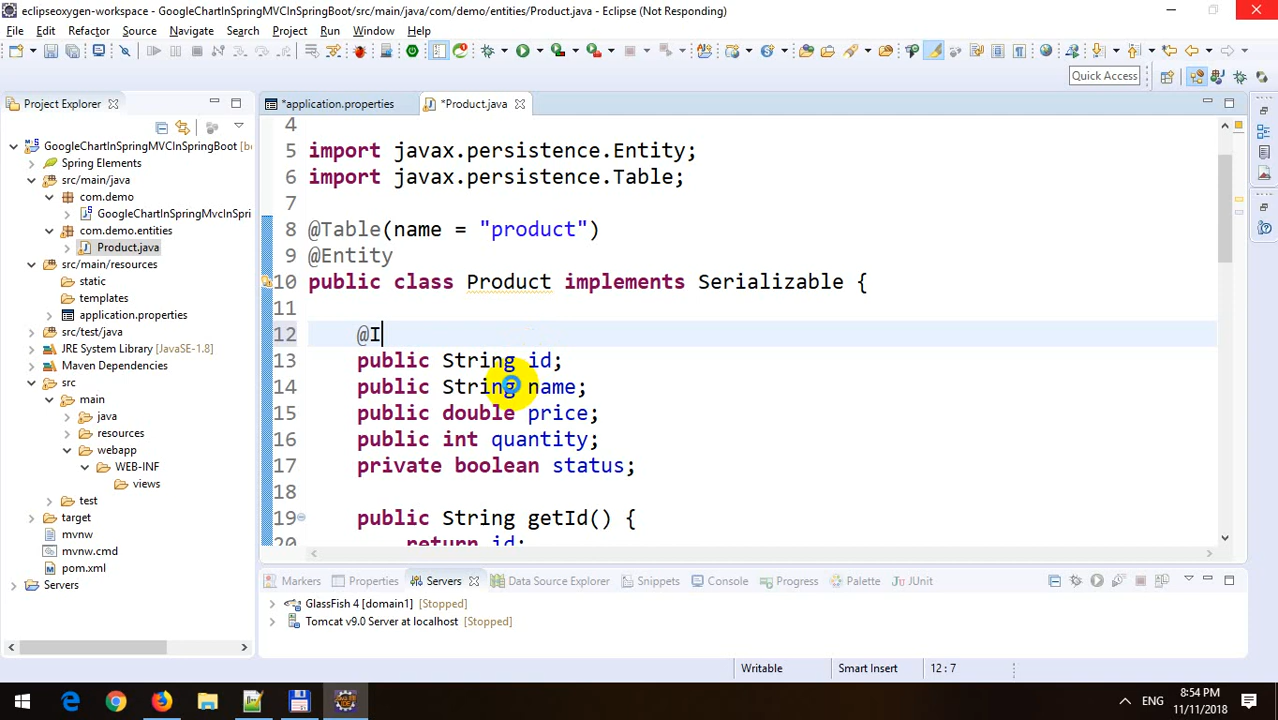 eclipseoxygen-workspace - GoogleChartInSpringMVCInSpringBoot/src/main/java/com/demo/entities/Product.java - Eclipse (Not Responding)
File Edit Refactor Source Navigate Search Project Run Window Help
Quick Access
Project Explorer
*application.properties
*Product.java
GoogleChartInSpringMVCInSpringBoot [bo
Spring Elements
src/main/java
com.demo
GoogleChartInSpringMvcInSpri
com.demo.entities
Product.java
src/main/resources
static
templates
application.properties
src/test/java
JRE System Library [JavaSE-1.8]
Maven Dependencies
src
main
java
resources
webapp
WEB-INF
views
test
target
mvnw
mvnw.cmd
pom.xml
Servers
4
5 import javax.persistence.Entity;
6 import javax.persistence.Table;
7
8 @Table(name = "product")
9 @Entity
10 public class Product implements Serializable {
11
12 @I
13 public String id;
14 public String name;
15 public double price;
16 public int quantity;
17 private boolean status;
18
19 public String getId() {
20 return id;
Markers Properties Servers Data Source Explorer Snippets Console Progress Palette JUnit
GlassFish 4 [domain1] [Stopped]
Tomcat v9.0 Server at localhost [Stopped]
Writable Smart Insert 12 : 7
ENG
8:54 PM
11/11/2018